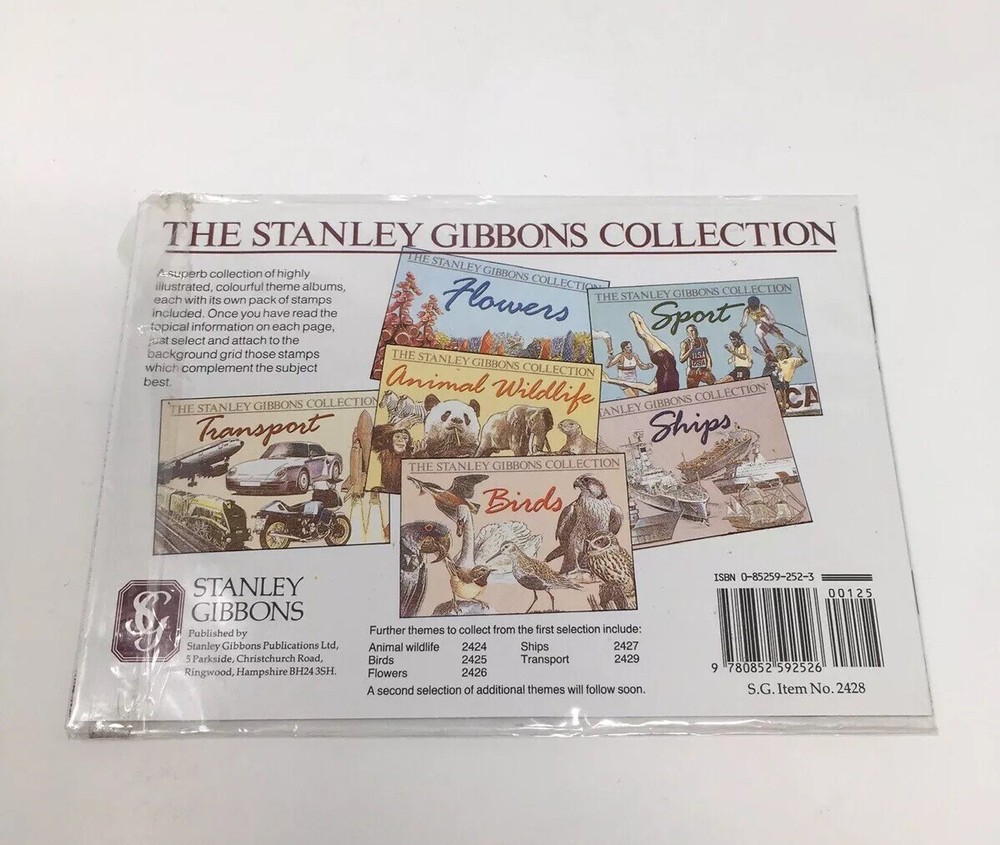 THE STANLEY GIBBONS COLLECTION
A superb collection of highly
illustrated, colourful theme albums,
each with its own pack of stamps
included. Once you have read the
topical information on each page,
just select and attach to the
background grid those stamps
which complement the subject
best.
THE STANLEY GIBBONS COLLECTION
Flowers
THE STANLEY GIBBONS COLLECTION
Sport
USA
CA
THE STANLEY GIBBONS COLLECTION
Animal Wildlife
THE STANLEY GIBBONS COLLECTION
Transport
STANLEY GIBBONS COLLECTION
Ships
THE STANLEY GIBBONS COLLECTION
Birds
SG
STANLEY
GIBBONS
Published by
Stanley Gibbons Publications Ltd,
5 Parkside, Christchurch Road,
Ringwood, Hampshire BH24 3SH.
Further themes to collect from the first selection include:
Animal wildlife 2424 Ships 2427
Birds 2425 Transport 2429
Flowers 2426
A second selection of additional themes will follow soon.
ISBN 0-85259-252-3
00125
9 780852 592526
S.G. Item No. 2428